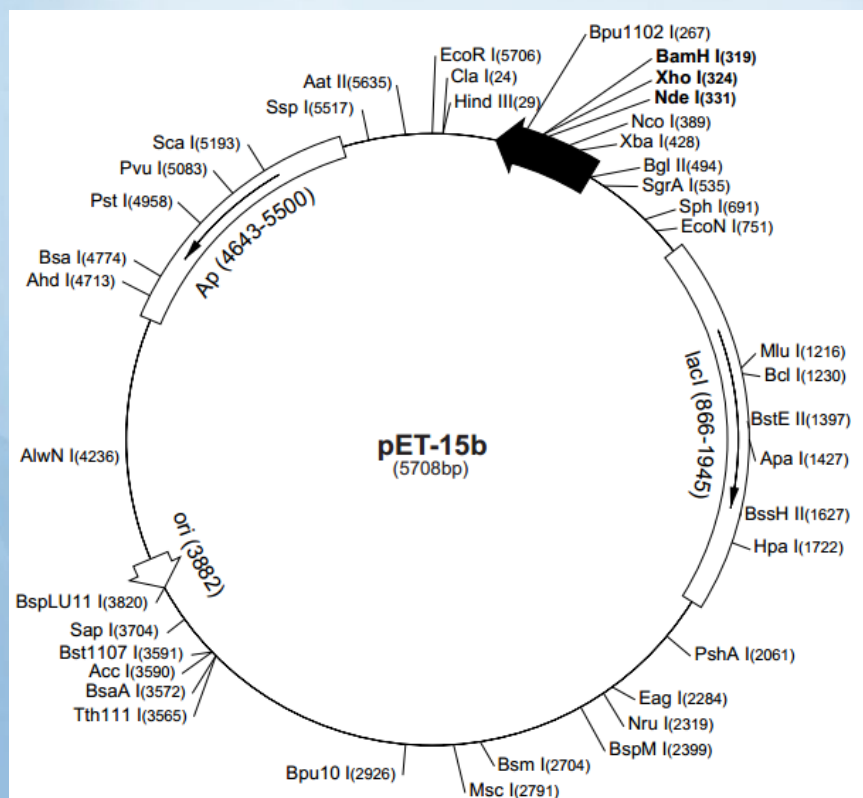 EcoR I(5706)
Cla I(24)
Hind III(29)
Bpu1102 I(267)
BamH I(319)
Xho I(324)
Nde I(331)
Nco I(389)
Xba I(428)
Bgl II(494)
SgrA I(535)
Sph I(691)
EcoN I(751)
lacI (866-1945)
Mlu I(1216)
Bcl I(1230)
BstE II(1397)
Apa I(1427)
BssH II(1627)
Hpa I(1722)
PshA I(2061)
Eag I(2284)
Nru I(2319)
BspM I(2399)
Bsm I(2704)
Msc I(2791)
Bpu10 I(2926)
Tth111 I(3565)
BsaA I(3572)
Acc I(3590)
Bst1107 I(3591)
Sap I(3704)
BspLU11 I(3820)
ori (3882)
AlwN I(4236)
Ahd I(4713)
Bsa I(4774)
Ap (4643-5500)
Pst I(4958)
Pvu I(5083)
Sca I(5193)
Ssp I(5517)
Aat II(5635)
pET-15b
(5708bp)